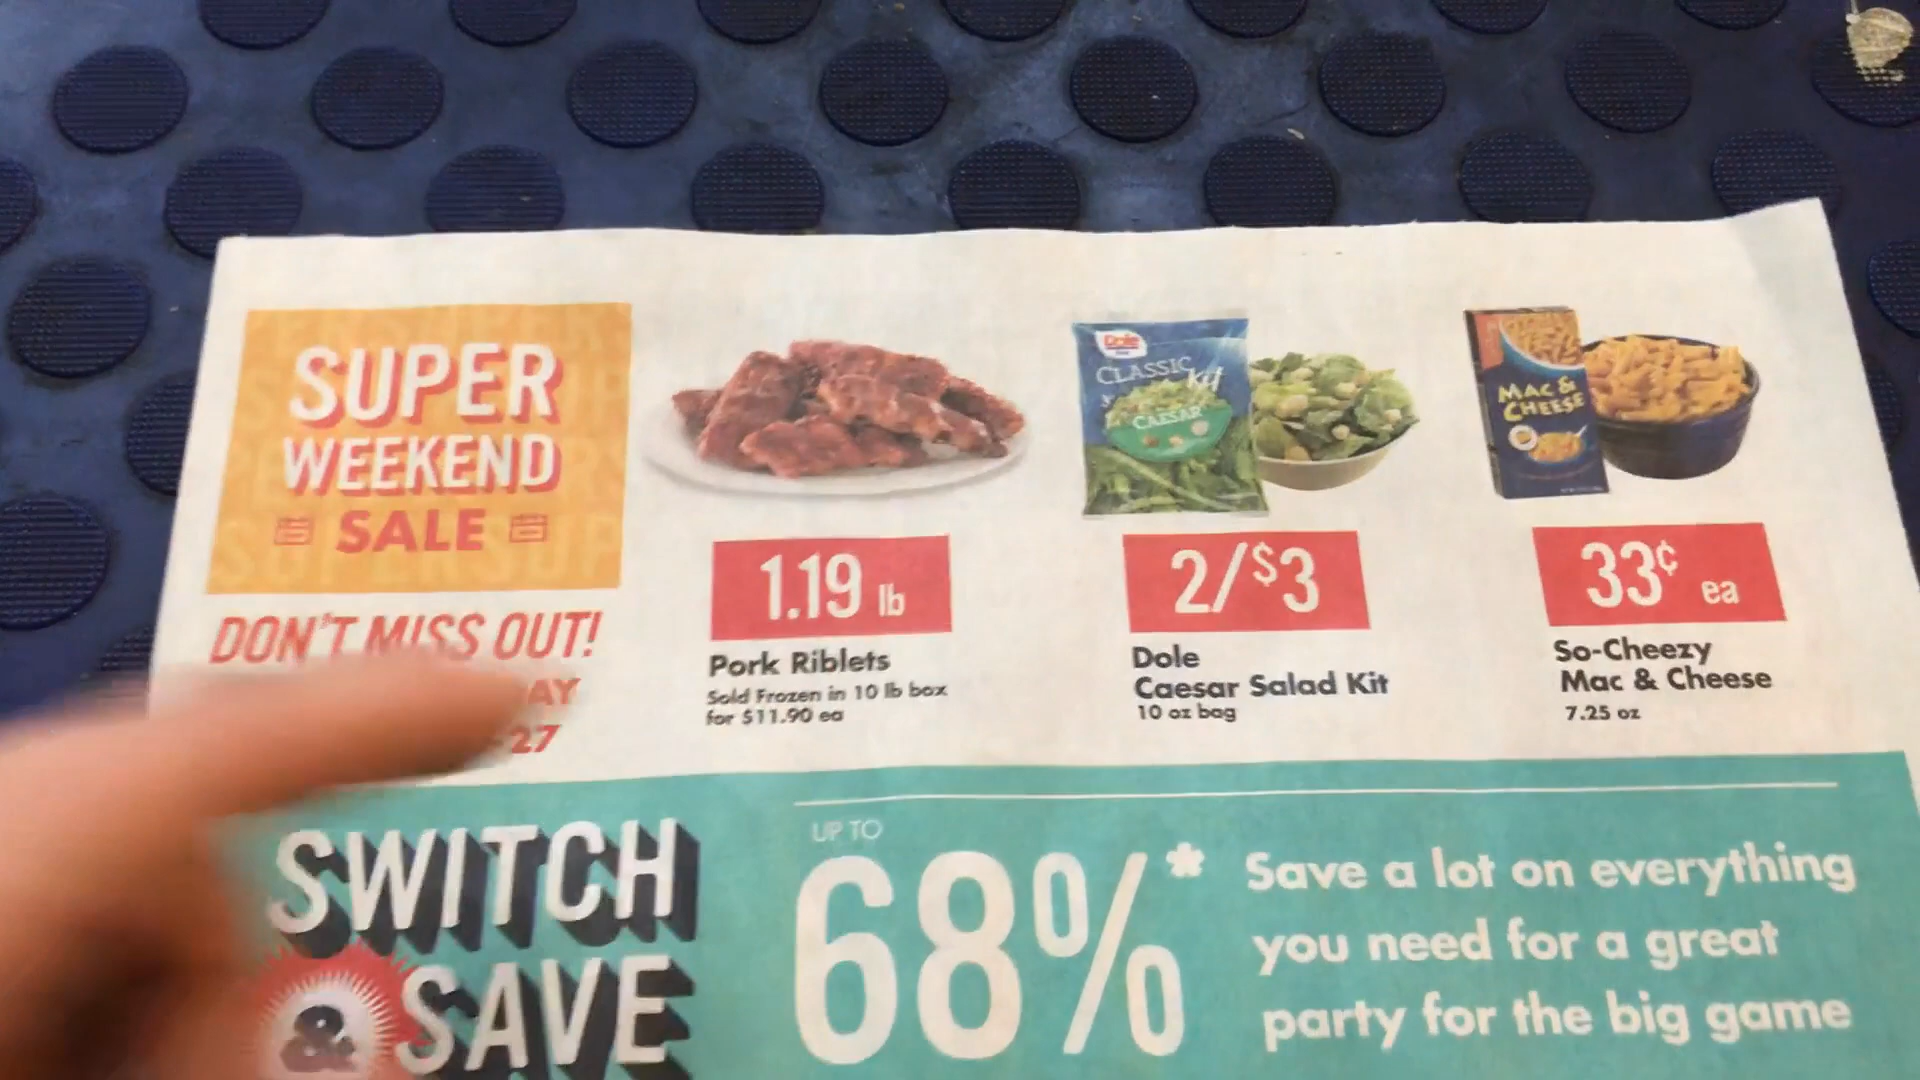 SUPER
WEEKEND
SALE
DON'T MISS OUT!
27
Dole
CLASSIC
Kit
CAESAR
MAC &
CHEESE
1.19 lb
Pork Riblets
Sold Frozen in 10 lb box
for $11.90 ea
2/$3
Dole
Caesar Salad Kit
10 oz bag
33¢ ea
So-Cheezy
Mac & Cheese
7.25 oz
SWITCH
& SAVE
UP TO
68%*
Save a lot on everything
you need for a great
party for the big game